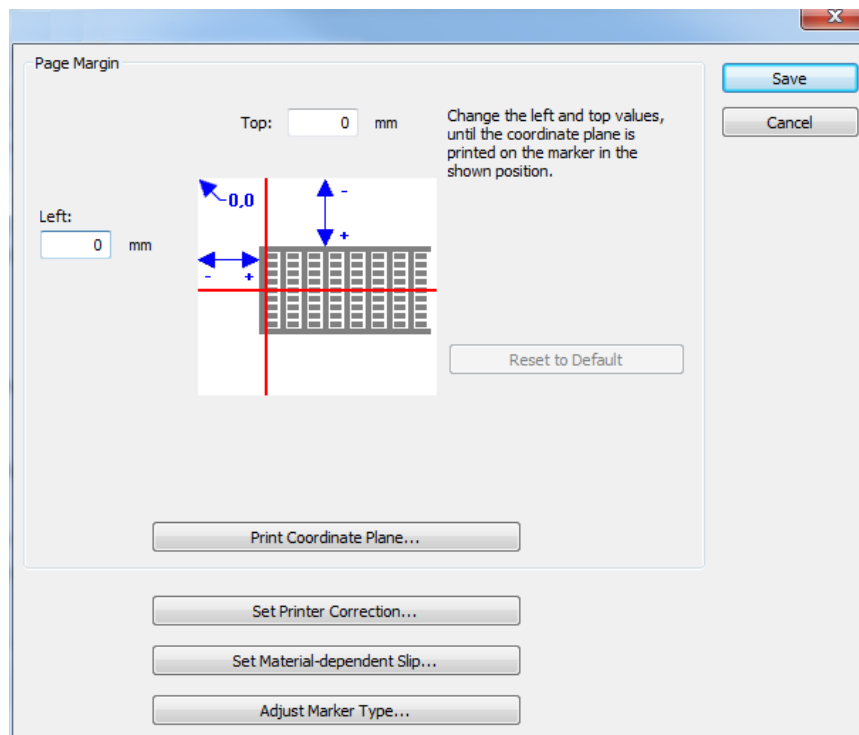 X
Page Margin
Save
Top: 0 mm
Change the left and top values,
until the coordinate plane is
printed on the marker in the
shown position.
Cancel
0,0
-
Left:
0 mm
+
- +
Reset to Default
Print Coordinate Plane...
Set Printer Correction...
Set Material-dependent Slip...
Adjust Marker Type...